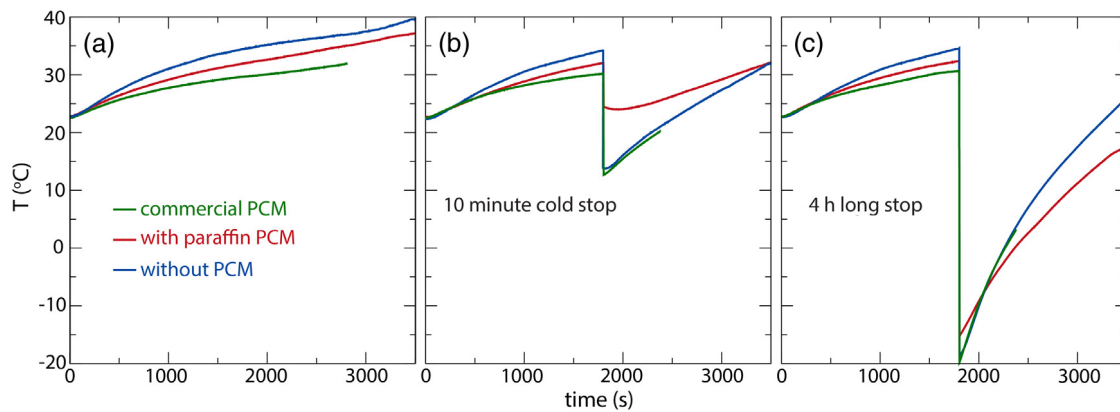 40
30
20
10
0
-10
-20
T (°C)
(a)
commercial PCM
with paraffin PCM
without PCM
0
1000
2000
3000
(b)
10 minute cold stop
0
1000
2000
3000
time (s)
(c)
4 h long stop
0
1000
2000
3000